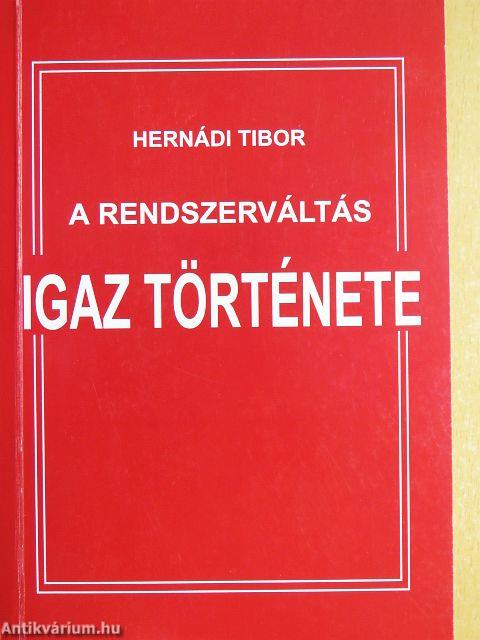 HERNÁDI TIBOR
A RENDSZERVÁLTÁS
IGAZ TÖRTÉNETE
Antikvárium.hu